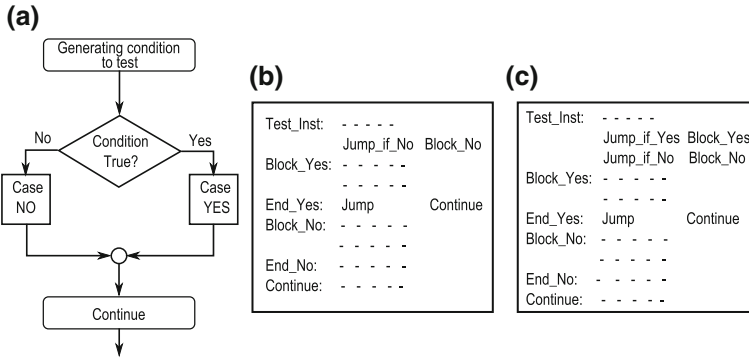 (a)
Generating condition
to test
No
Yes
Condition
True?
Case
NO
Case
YES
Continue
(b)
Test_Inst: - - - - -
Jump_if_No Block_No
Block_Yes: - - - - -
- - - - -
End_Yes: Jump Continue
Block_No: - - - - -
- - - - -
End_No: - - - - -
Continue: - - - - -
(c)
Test_Inst: - - - - -
Jump_if_Yes Block_Yes
Jump_if_No Block_No
Block_Yes: - - - - -
- - - - -
End_Yes: Jump Continue
Block_No: - - - - -
- - - - -
End_No: - - - - -
Continue: - - - - -